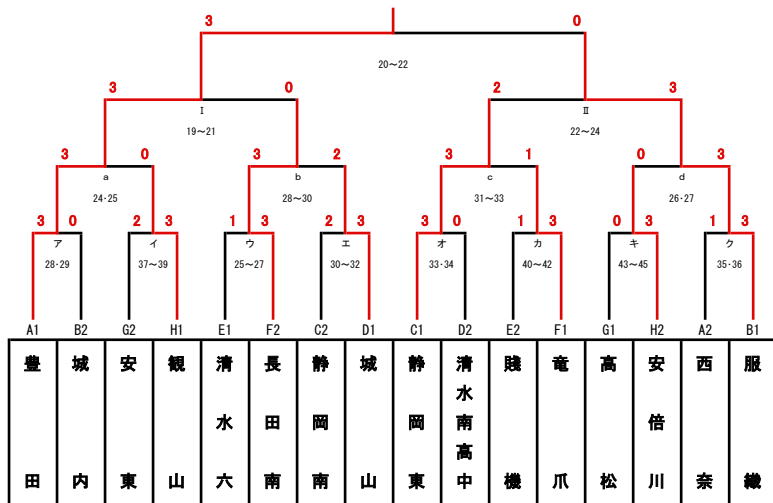 3 0
20~22
3 0 2 3
Ⅰ Ⅱ
19~21 22~24
3 0 3 2 3 1 0 3
a b c d
24・25 28~30 31~33 26・27
3 0 2 3 1 3 2 3 3 0 1 3 0 3 1 3
ア イ ウ エ オ カ キ ク
28・29 37~39 25~27 30~32 33・34 40~42 43~45 35・36
A1 B2 G2 H1 E1 F2 C2 D1 C1 D2 E2 F1 G1 H2 A2 B1
豊田
城内
安東
観山
清水六
長田南
静岡南
城山
静岡東
清水南高中
賎機
竜爪
高松
安倍川
西奈
服織